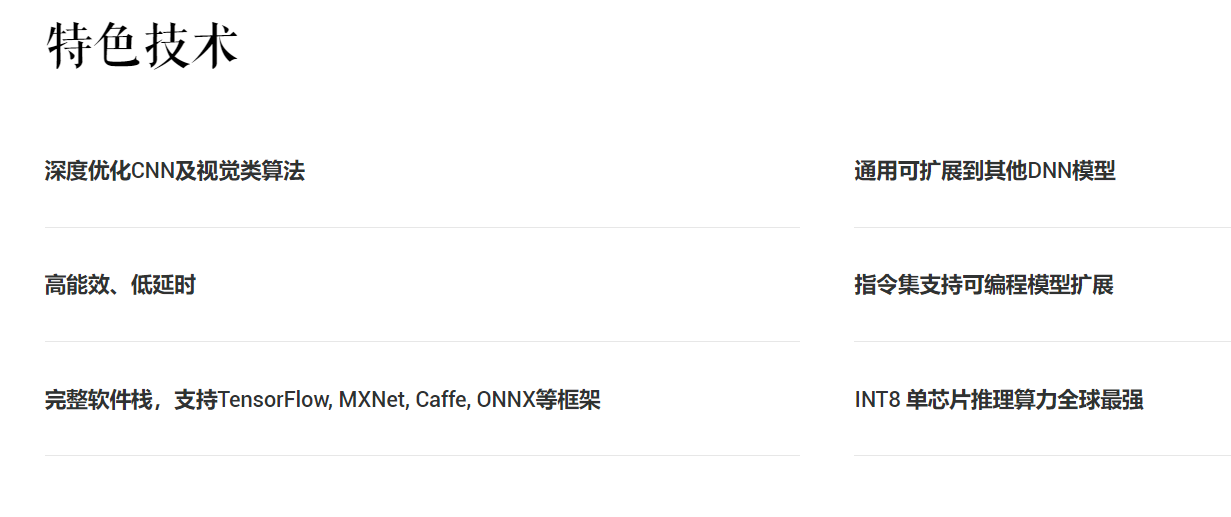 特色技术
深度优化CNN及视觉类算法
通用可扩展到其他DNN模型
高能效、低延时
指令集支持可编程模型扩展
完整软件栈，支持TensorFlow, MXNet, Caffe, ONNX等框架
INT8 单芯片推理算力全球最强